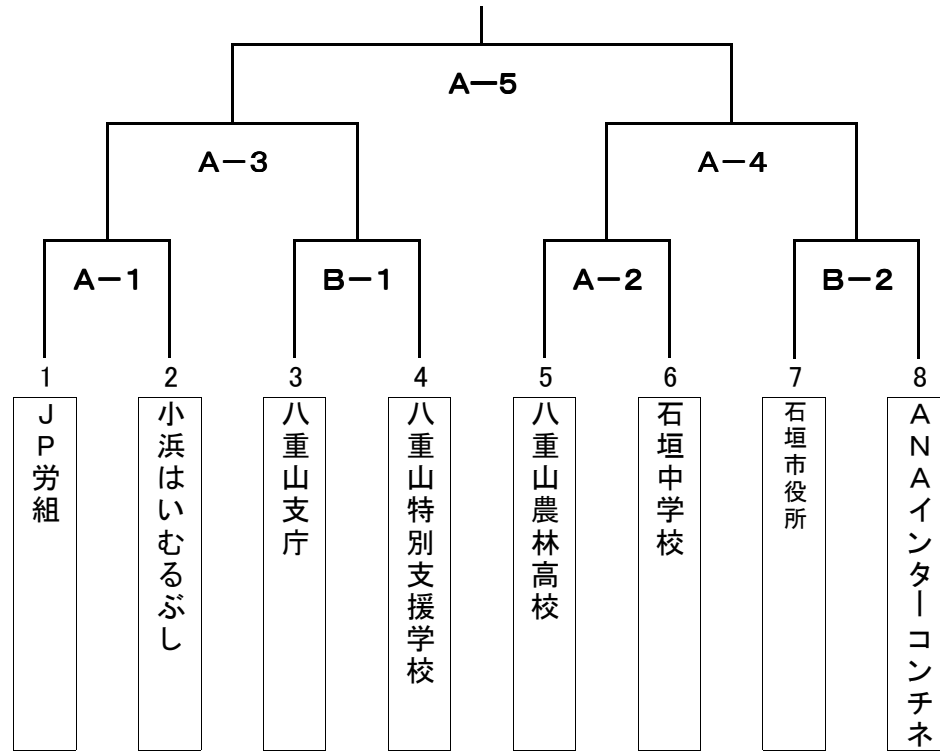 A－5
A－3
A－4
A－1
B－1
A－2
B－2
1
2
3
4
5
6
7
8
JP労組
小浜はいむるぶし
八重山支庁
八重山特別支援学校
八重山農林高校
石垣中学校
石垣市役所
ANAインターコンチネ